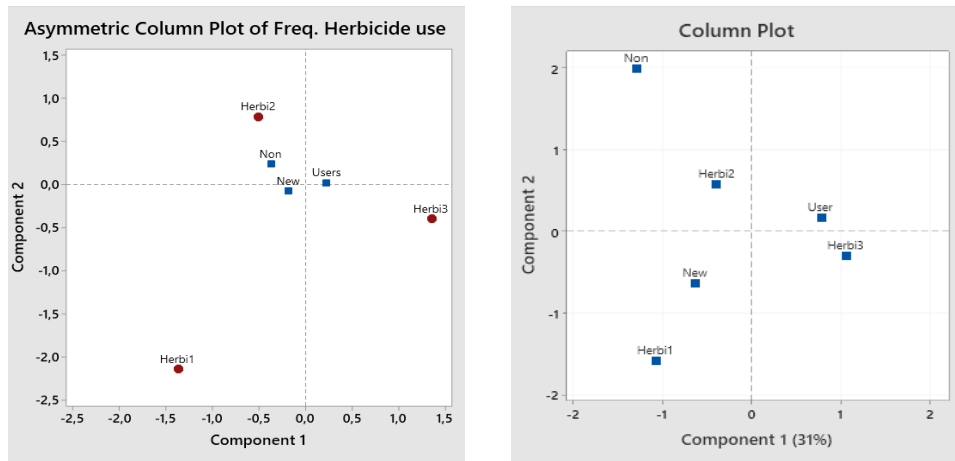 Asymmetric Column Plot of Freq. Herbicide use
1,5
1,0
0,5
0,0
-0,5
-1,0
-1,5
-2,0
-2,5
Component 2
Herbi2
Non
New
Users
Herbi3
Herbi1
-2,5 -2,0 -1,5 -1,0 -0,5 0,0 0,5 1,0 1,5
Component 1
Column Plot
2
1
0
-1
-2
Component 2
Non
Herbi2
User
Herbi3
New
Herbi1
-2 -1 0 1 2
Component 1 (31%)